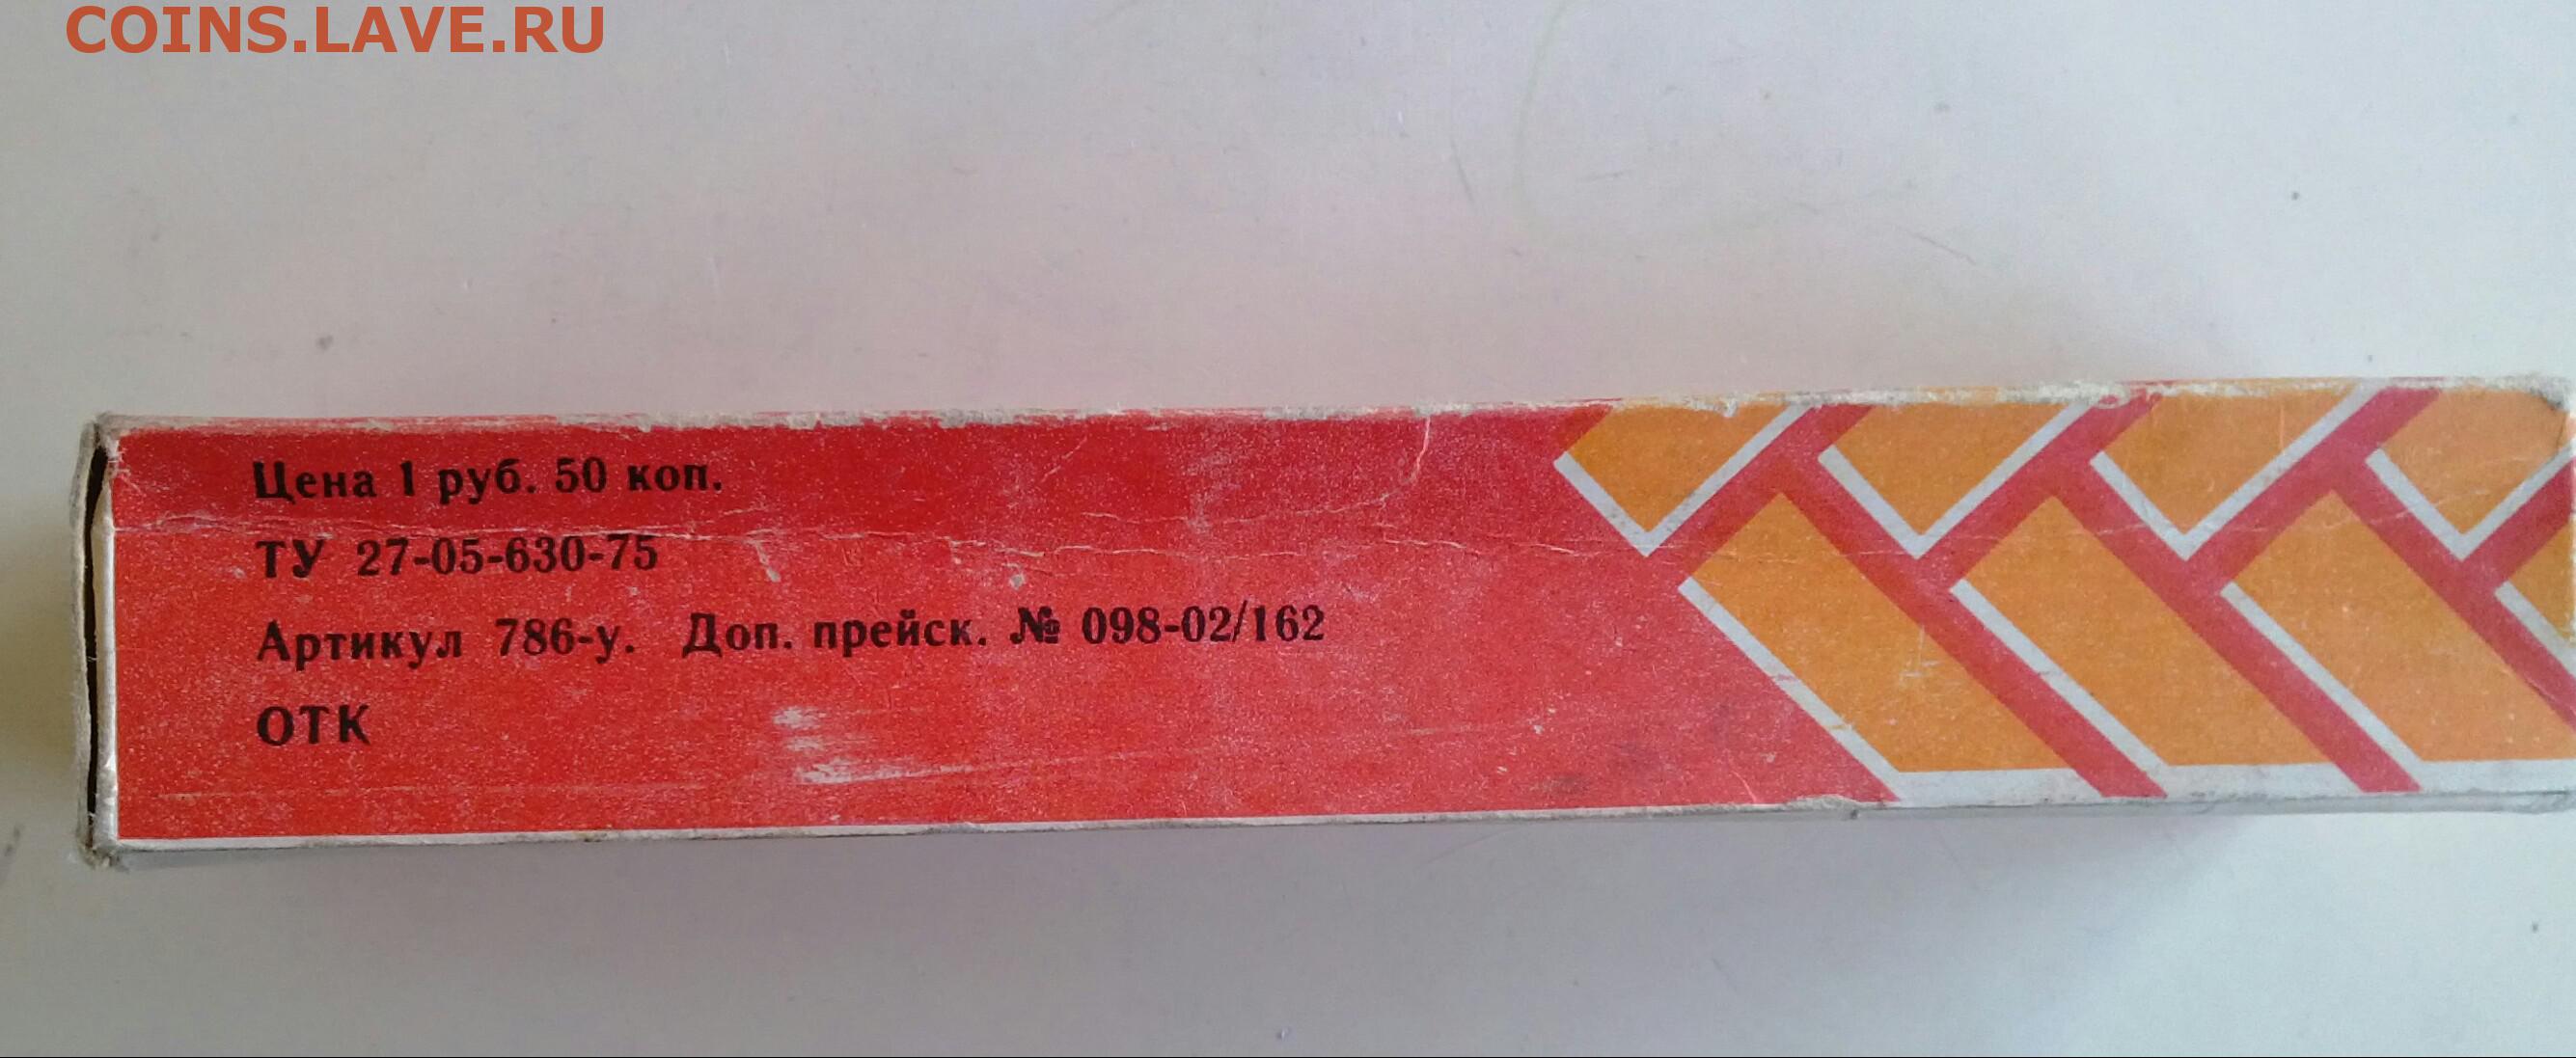 COINS.LAVE.RU
Цена 1 руб. 50 коп.
ТУ 27-05-630-75
Артикул 786-у. Доп. прейск. № 098-02/162
ОТК